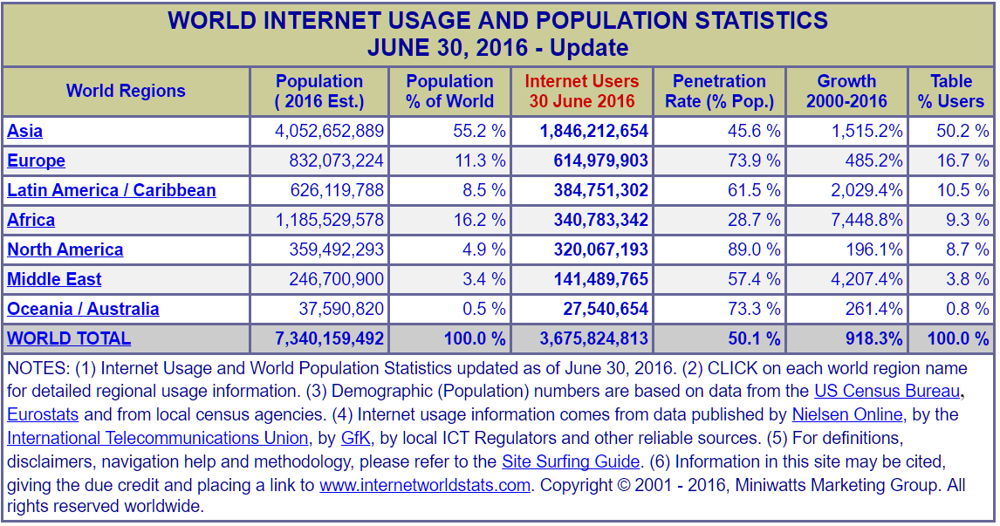 WORLD INTERNET USAGE AND POPULATION STATISTICS
JUNE 30, 2016 - Update
World Regions Population ( 2016 Est.) Population % of World Internet Users 30 June 2016 Penetration Rate (% Pop.) Growth 2000-2016 Table % Users
Asia 4,052,652,889 55.2 % 1,846,212,654 45.6 % 1,515.2% 50.2 %
Europe 832,073,224 11.3 % 614,979,903 73.9 % 485.2% 16.7 %
Latin America / Caribbean 626,119,788 8.5 % 384,751,302 61.5 % 2,029.4% 10.5 %
Africa 1,185,529,578 16.2 % 340,783,342 28.7 % 7,448.8% 9.3 %
North America 359,492,293 4.9 % 320,067,193 89.0 % 196.1% 8.7 %
Middle East 246,700,900 3.4 % 141,489,765 57.4 % 4,207.4% 3.8 %
Oceania / Australia 37,590,820 0.5 % 27,540,654 73.3 % 261.4% 0.8 %
WORLD TOTAL 7,340,159,492 100.0 % 3,675,824,813 50.1 % 918.3% 100.0 %
NOTES: (1) Internet Usage and World Population Statistics updated as of June 30, 2016. (2) CLICK on each world region name
for detailed regional usage information. (3) Demographic (Population) numbers are based on data from the US Census Bureau,
Eurostats and from local census agencies. (4) Internet usage information comes from data published by Nielsen Online, by the
International Telecommunications Union, by GfK, by local ICT Regulators and other reliable sources. (5) For definitions,
disclaimers, navigation help and methodology, please refer to the Site Surfing Guide. (6) Information in this site may be cited,
giving the due credit and placing a link to www.internetworldstats.com. Copyright © 2001 - 2016, Miniwatts Marketing Group. All
rights reserved worldwide.